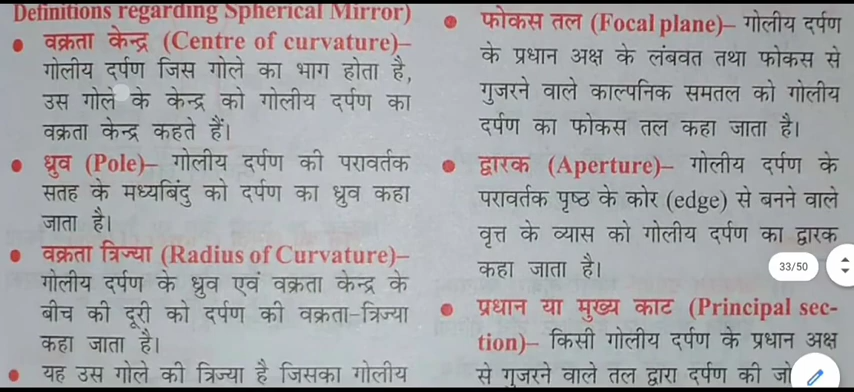 Definitions regarding Spherical Mirror)
• वक्रता केन्द्र (Centre of curvature)–
गोलीय दर्पण जिस गोले का भाग होता है,
उस गोले के केन्द्र को गोलीय दर्पण का
वक्रता केन्द्र कहते हैं।
• ध्रुव (Pole)– गोलीय दर्पण की परावर्तक
सतह के मध्यबिंदु को दर्पण का ध्रुव कहा
जाता है।
• वक्रता त्रिज्या (Radius of Curvature)–
गोलीय दर्पण के ध्रुव एवं वक्रता केन्द्र के
बीच की दूरी को दर्पण की वक्रता-त्रिज्या
कहा जाता है।
• यह उस गोले की त्रिज्या है जिसका गोलीय
• फोकस तल (Focal plane)– गोलीय दर्पण
के प्रधान अक्ष के लंबवत तथा फोकस से
गुजरने वाले काल्पनिक समतल को गोलीय
दर्पण का फोकस तल कहा जाता है।
• द्वारक (Aperture)– गोलीय दर्पण के
परावर्तक पृष्ठ के कोर (edge) से बनने वाले
वृत्त के व्यास को गोलीय दर्पण का द्वारक
कहा जाता है।
33/50
• प्रधान या मुख्य काट (Principal sec-
tion)– किसी गोलीय दर्पण के प्रधान अक्ष
से गुजरने वाले तल द्वारा दर्पण की जो